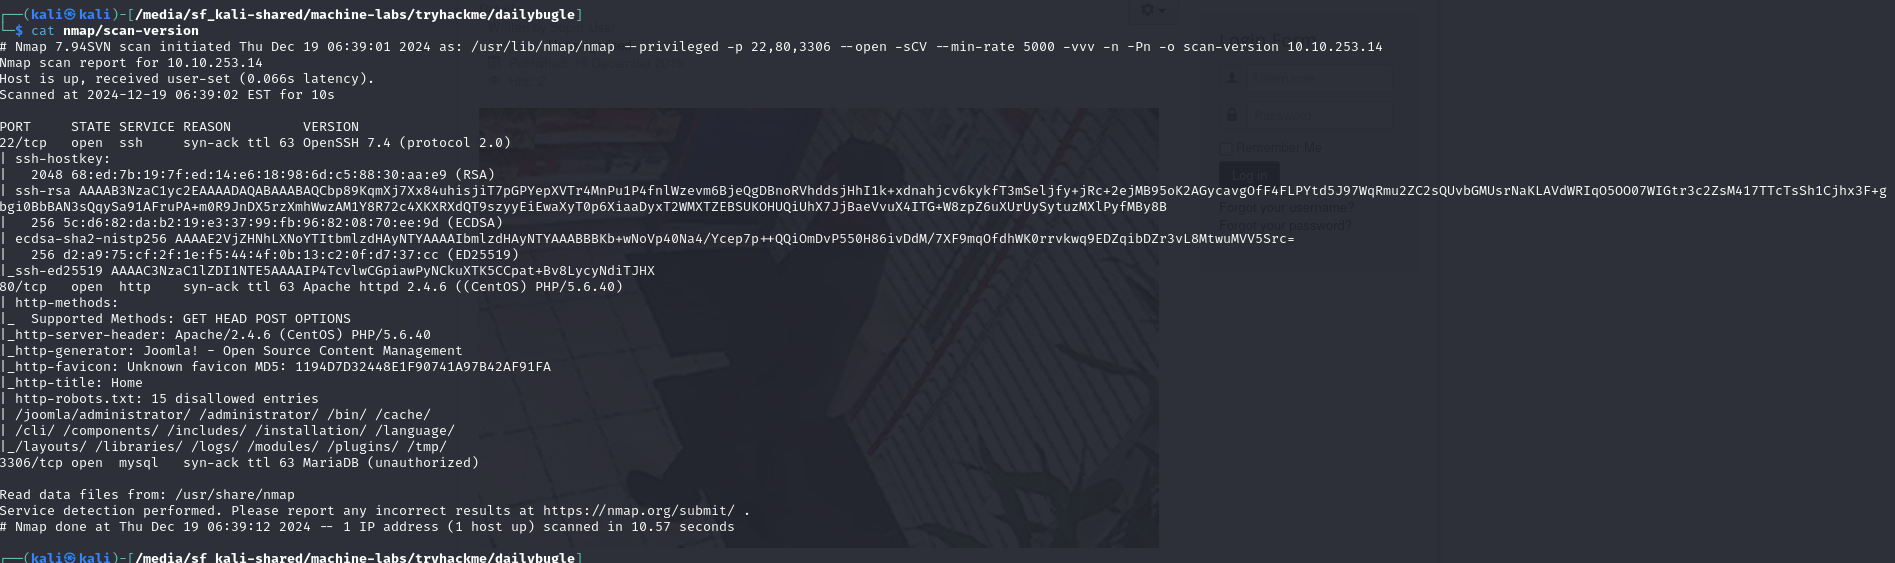 ┌──(kali㉿kali)-[/media/sf_kali-shared/machine-labs/tryhackme/dailybugle]
└─$ cat nmap/scan-version
# Nmap 7.94SVN scan initiated Thu Dec 19 06:39:01 2024 as: /usr/lib/nmap/nmap --privileged -p 22,80,3306 --open -sCV --min-rate 5000 -vvv -n -Pn -o scan-version 10.10.253.14
Nmap scan report for 10.10.253.14
Host is up, received user-set (0.066s latency).
Scanned at 2024-12-19 06:39:02 EST for 10s
PORT     STATE SERVICE REASON         VERSION
22/tcp   open  ssh     syn-ack ttl 63 OpenSSH 7.4 (protocol 2.0)
| ssh-hostkey:
|   2048 68:ed:7b:19:7f:ed:14:e6:18:98:6d:c5:88:30:aa:e9 (RSA)
| ssh-rsa AAAAB3NzaC1yc2EAAAADAQABAAABAQCbp89KqmXj7Xx84uhisjiT7pGPYepXVTr4MnPu1P4fnlWzevm6BjeQgDBnoRVhddsjHhI1k+xdnahjcv6kykfT3mSeljfy+jRc+2ejMB95oK2AGycavgOfF4FLPYtd5J97WqRmu2ZC2sQUvbGMUsrNaKLAVdWRIqO5OO07WIGtr3c2ZsM417TTcTsSh1Cjhx3F+g
bgi0BbBAN3sQqySa91AFruPA+m0R9JnDX5rzXmhWwzAM1Y8R72c4XKXRXdQT9szyyEiEwaXyT0p6XiaaDyxT2WMXTZEBSUKOHUQiUhX7JjBaeVvuX4ITG+W8zpZ6uXUrUySytuzMXlPyfMBy8B
|   256 5c:d6:82:da:b2:19:e3:37:99:fb:96:82:08:70:ee:9d (ECDSA)
| ecdsa-sha2-nistp256 AAAAE2VjZHNhLXNoYTItbmlzdHAyNTYAAAAIbmlzdHAyNTYAAABBBKb+wNoVp40Na4/Ycep7p++QQiOmDvP550H86ivDdM/7XF9mqOfdhWK0rrvkwq9EDZqibDZr3vL8MtwuMVV5Src=
|   256 d2:a9:75:cf:2f:1e:f5:44:4f:0b:13:c2:0f:d7:37:cc (ED25519)
|_ssh-ed25519 AAAAC3NzaC1lZDI1NTE5AAAAIP4TcvlwCGpiawPyNCkuXTK5CCpat+Bv8LycyNdiTJHX
80/tcp   open  http    syn-ack ttl 63 Apache httpd 2.4.6 ((CentOS) PHP/5.6.40)
| http-methods:
|_  Supported Methods: GET HEAD POST OPTIONS
|_http-server-header: Apache/2.4.6 (CentOS) PHP/5.6.40
|_http-generator: Joomla! - Open Source Content Management
|_http-favicon: Unknown favicon MD5: 1194D7D32448E1F90741A97B42AF91FA
|_http-title: Home
| http-robots.txt: 15 disallowed entries
| /joomla/administrator/ /administrator/ /bin/ /cache/
| /cli/ /components/ /includes/ /installation/ /language/
|_/layouts/ /libraries/ /logs/ /modules/ /plugins/ /tmp/
3306/tcp open  mysql   syn-ack ttl 63 MariaDB (unauthorized)
Read data files from: /usr/share/nmap
Service detection performed. Please report any incorrect results at https://nmap.org/submit/ .
# Nmap done at Thu Dec 19 06:39:12 2024 -- 1 IP address (1 host up) scanned in 10.57 seconds
┌──(kali㉿kali)-[/media/sf_kali-shared/machine-labs/tryhackme/dailybugle]
Login Form
Username
Password
Remember Me
Log in
Forgot your username?
Forgot your password?